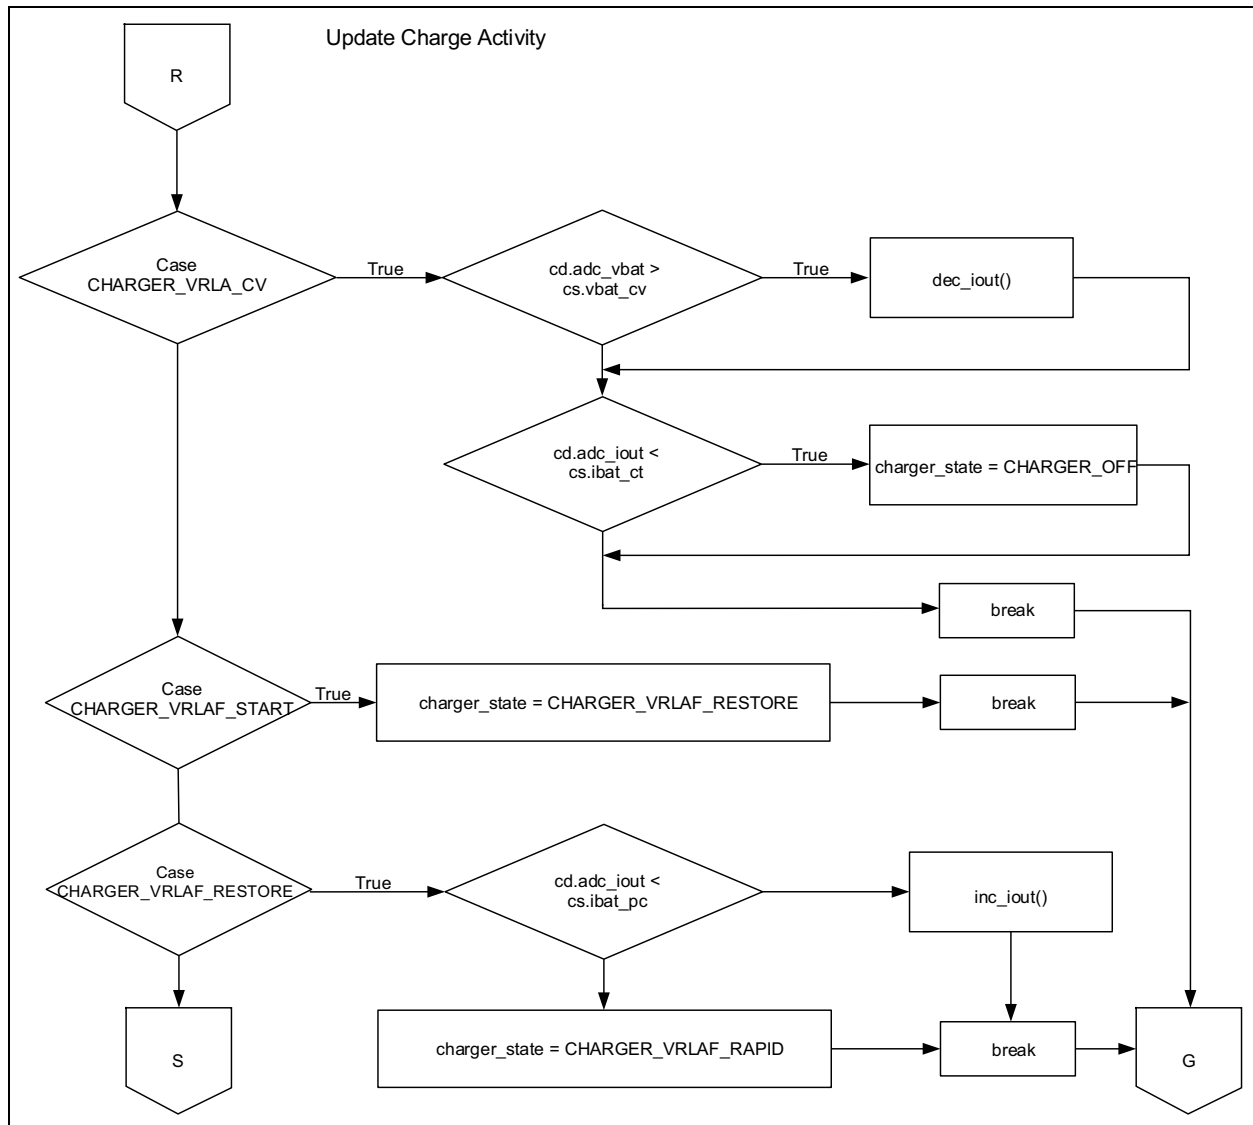 Update Charge Activity
R
Case
CHARGER_VRLA_CV
True
cd.adc_vbat >
cs.vbat_cv
True
dec_iout()
cd.adc_iout <
cs.ibat_ct
True
charger_state = CHARGER_OFF
break
Case
CHARGER_VRLAF_START
True
charger_state = CHARGER_VRLAF_RESTORE
break
Case
CHARGER_VRLAF_RESTORE
True
cd.adc_iout <
cs.ibat_pc
inc_iout()
S
charger_state = CHARGER_VRLAF_RAPID
break
G